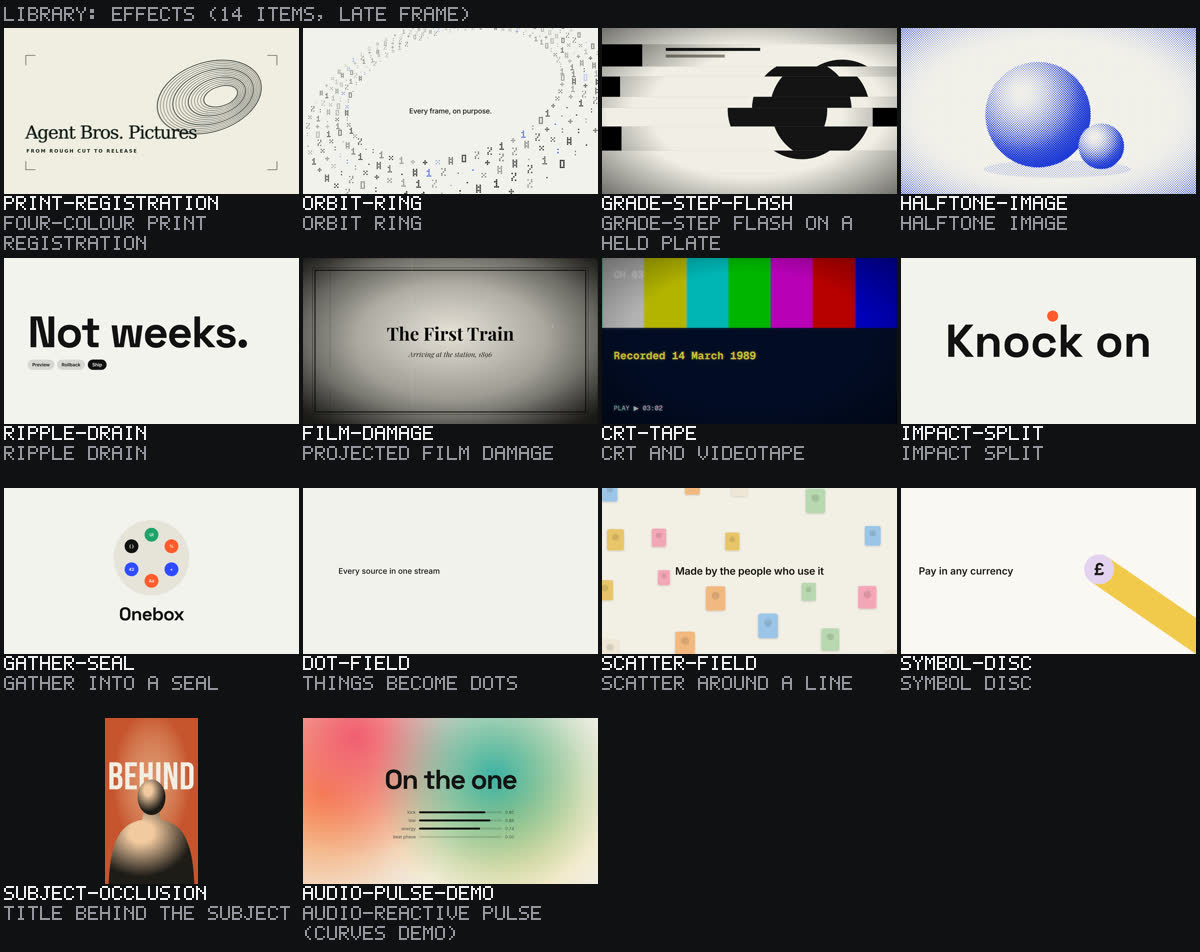 LIBRARY: EFFECTS (14 ITEMS, LATE FRAME)
Agent Bros. Pictures
FROM ROUGH CUT TO RELEASE
Every frame, on purpose.
PRINT-REGISTRATION
FOUR-COLOUR PRINT
REGISTRATION
ORBIT-RING
ORBIT RING
GRADE-STEP-FLASH
GRADE-STEP FLASH ON A
HELD PLATE
HALFTONE-IMAGE
HALFTONE IMAGE
Not weeks.
Preview Rollback Ship
The First Train
Arriving at the station, 1896
CH 03
Recorded 14 March 1989
PLAY ▶ 03:02
Knock on
RIPPLE-DRAIN
RIPPLE DRAIN
FILM-DAMAGE
PROJECTED FILM DAMAGE
CRT-TAPE
CRT AND VIDEOTAPE
IMPACT-SPLIT
IMPACT SPLIT
Onebox
Every source in one stream
Made by the people who use it
Pay in any currency
£
GATHER-SEAL
GATHER INTO A SEAL
DOT-FIELD
THINGS BECOME DOTS
SCATTER-FIELD
SCATTER AROUND A LINE
SYMBOL-DISC
SYMBOL DISC
BEHIND
On the one
kick
low
energy
beat phase
SUBJECT-OCCLUSION
TITLE BEHIND THE SUBJECT
AUDIO-PULSE-DEMO
AUDIO-REACTIVE PULSE
(CURVES DEMO)